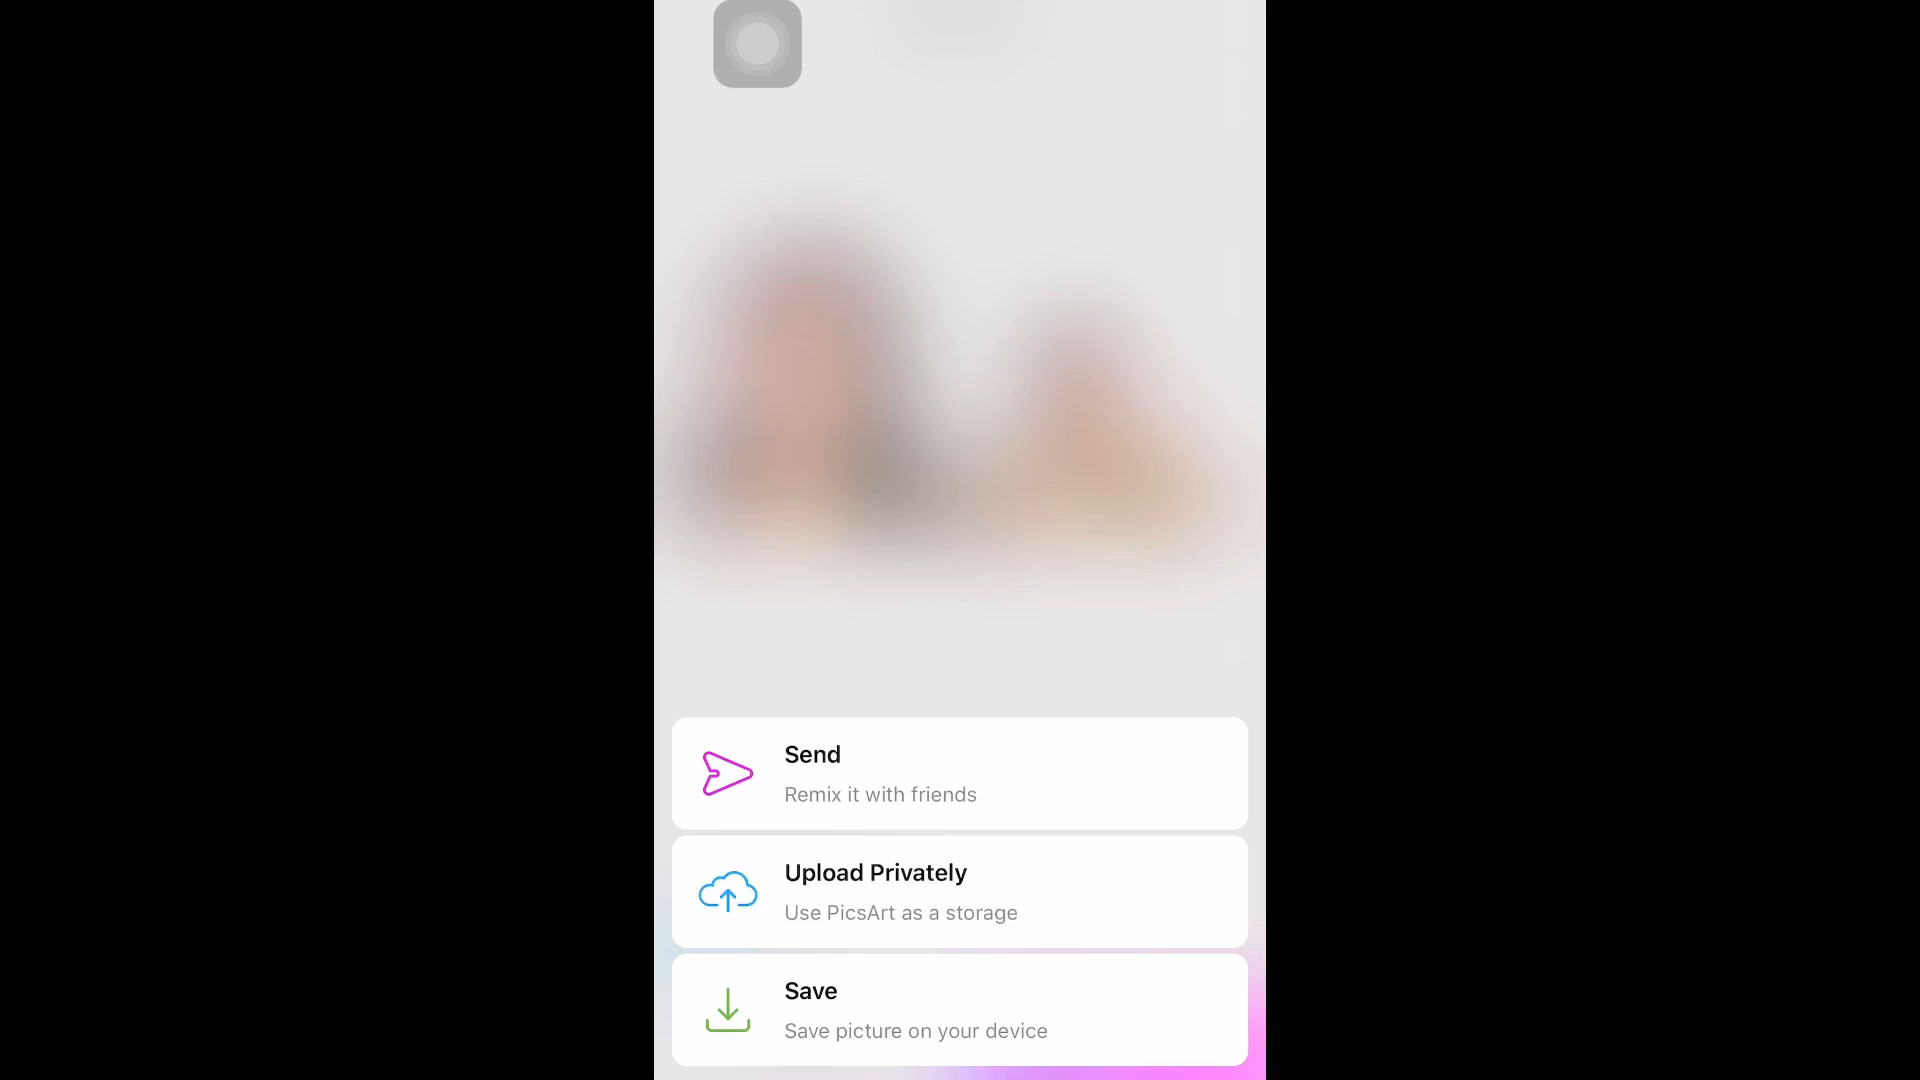 Send
Remix it with friends
Upload Privately
Use PicsArt as a storage
Save
Save picture on your device